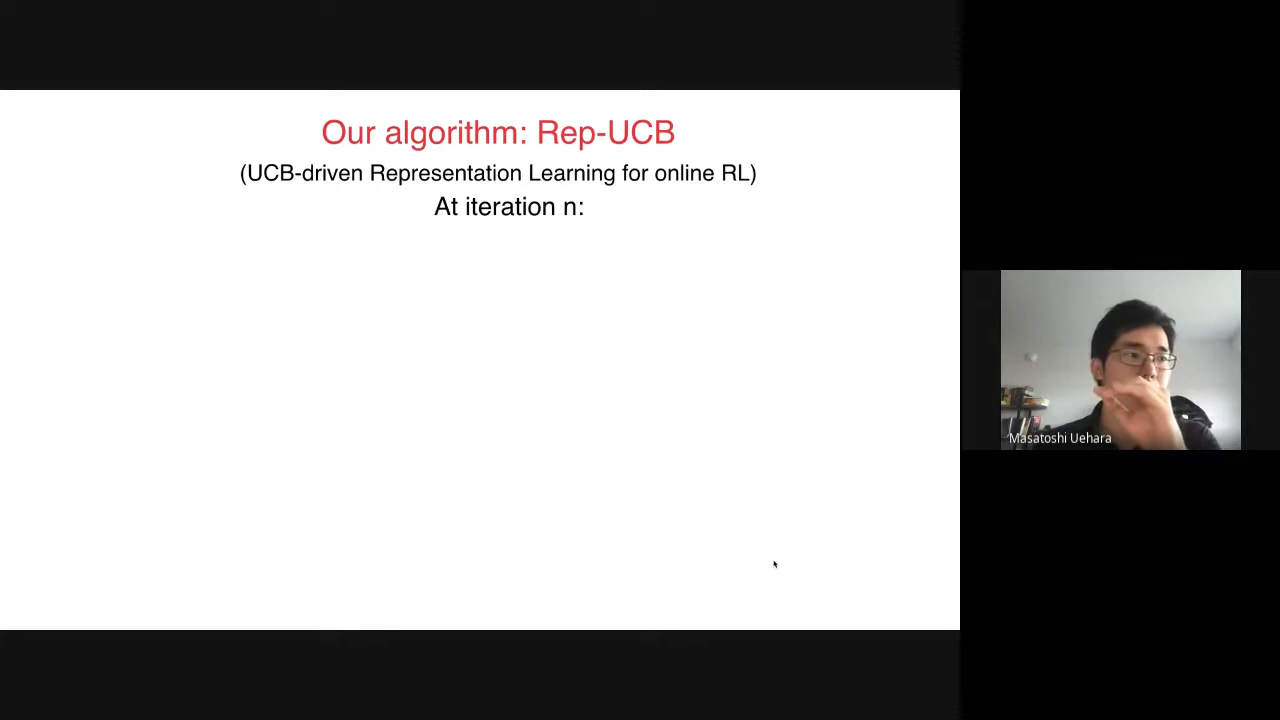 Our algorithm: Rep-UCB
(UCB-driven Representation Learning for online RL)
At iteration n:
Masatoshi Uehara